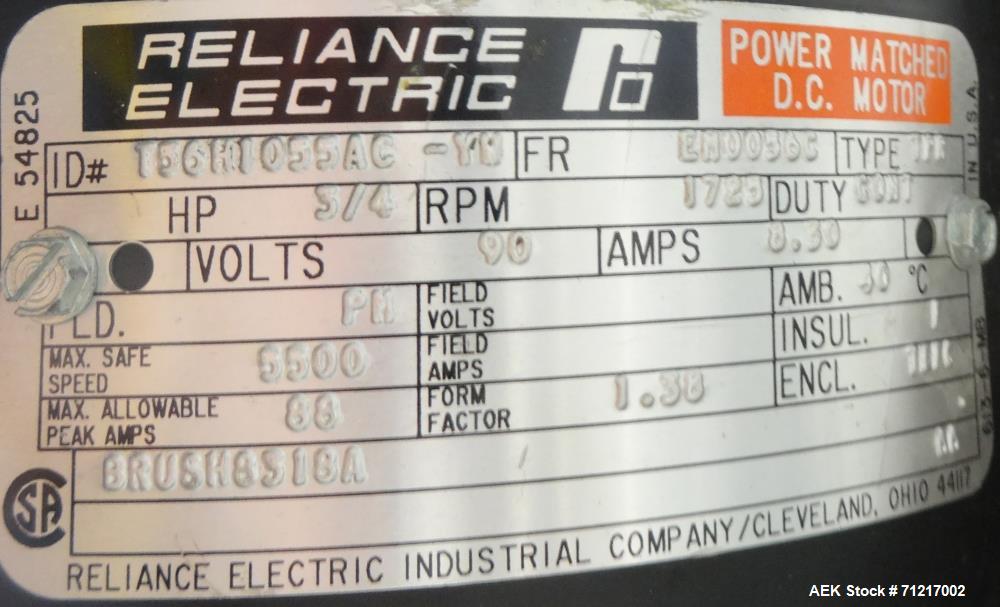 RELIANCE ELECTRIC
POWER MATCHED
D.C. MOTOR
E 54825
IN U.S.A.
ID# T56H1055AC FR TYPE
HP 3/4 RPM 1725 DUTY CONT
VOLTS 90 AMPS 8.30
FLD. PM FIELD VOLTS AMB. °C
MAX. SAFE SPEED 5500 FIELD AMPS INSUL.
MAX. ALLOWABLE PEAK AMPS 88 FORM FACTOR 1.38 ENCL.
SA
RELIANCE ELECTRIC INDUSTRIAL COMPANY/CLEVELAND, OHIO 44117
AEK Stock # 71217002